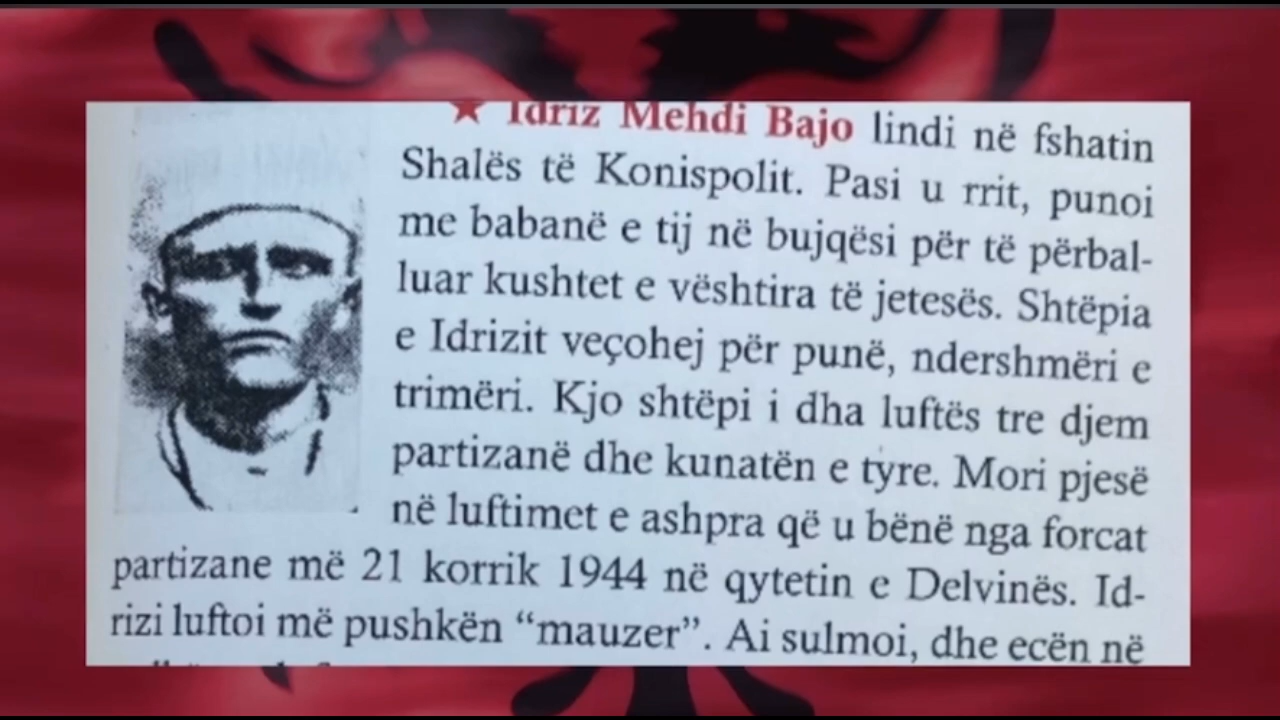 ★ Idriz Mehdi Bajo lindi në fshatin
Shalës të Konispolit. Pasi u rrit, punoi
me babanë e tij në bujqësi për të përbal-
luar kushtet e vështira të jetesës. Shtëpia
e Idrizit veçohej për punë, ndershmëri e
trimëri. Kjo shtëpi i dha luftës tre djem
partizanë dhe kunatën e tyre. Mori pjesë
në luftimet e ashpra që u bënë nga forcat
partizane më 21 korrik 1944 në qytetin e Delvinës. Id-
rizi luftoi më pushkën “mauzer”. Ai sulmoi, dhe ecën në